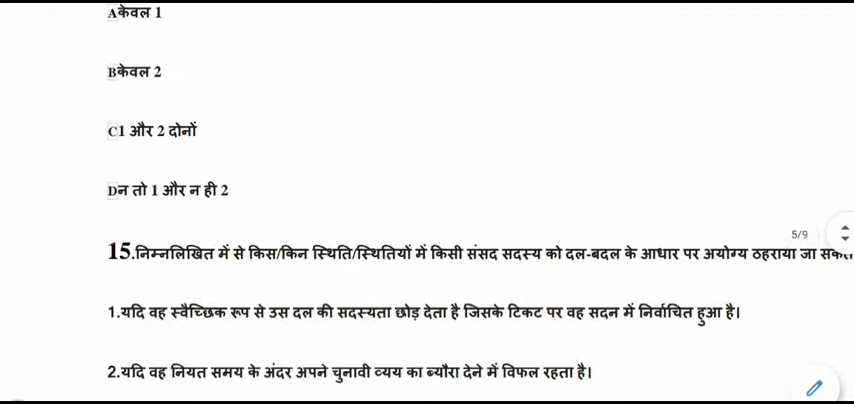 Aकेवल 1
Bकेवल 2
C1 और 2 दोनों
Dन तो 1 और न ही 2
5/9
15.निम्नलिखित में से किस/किन स्थिति/स्थितियों में किसी संसद सदस्य को दल-बदल के आधार पर अयोग्य ठहराया जा
1.यदि वह स्वैच्छिक रूप से उस दल की सदस्यता छोड़ देता है जिसके टिकट पर वह सदन में निर्वाचित हुआ है।
2.यदि वह नियत समय के अंदर अपने चुनावी व्यय का ब्यौरा देने में विफल रहता है।